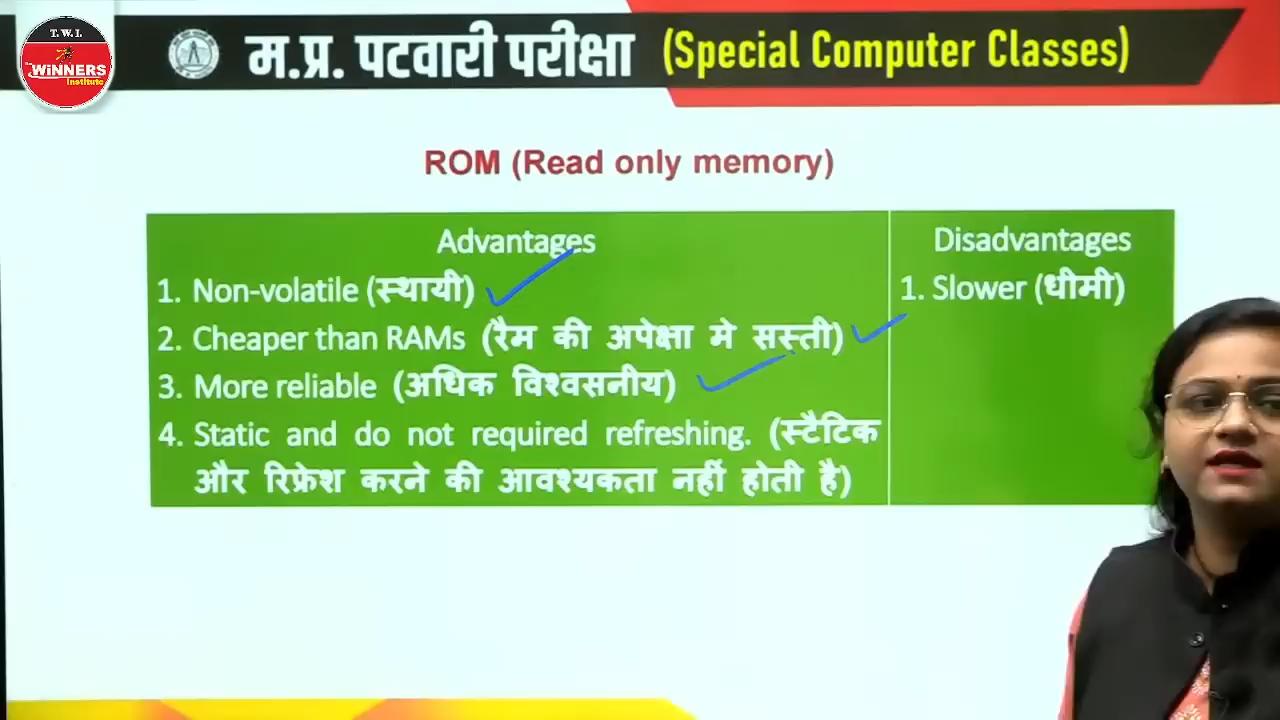 T.W.I.
The WiNNERS
institute
म.प्र. पटवारी परीक्षा (Special Computer Classes)
ROM (Read only memory)
Advantages
1. Non-volatile (स्थायी)
2. Cheaper than RAMs (रैम की अपेक्षा मे सस्ती)
3. More reliable (अधिक विश्वसनीय)
4. Static and do not required refreshing. (स्टैटिक
और रिफ्रेश करने की आवश्यकता नहीं होती है)
Disadvantages
1. Slower (धीमी)